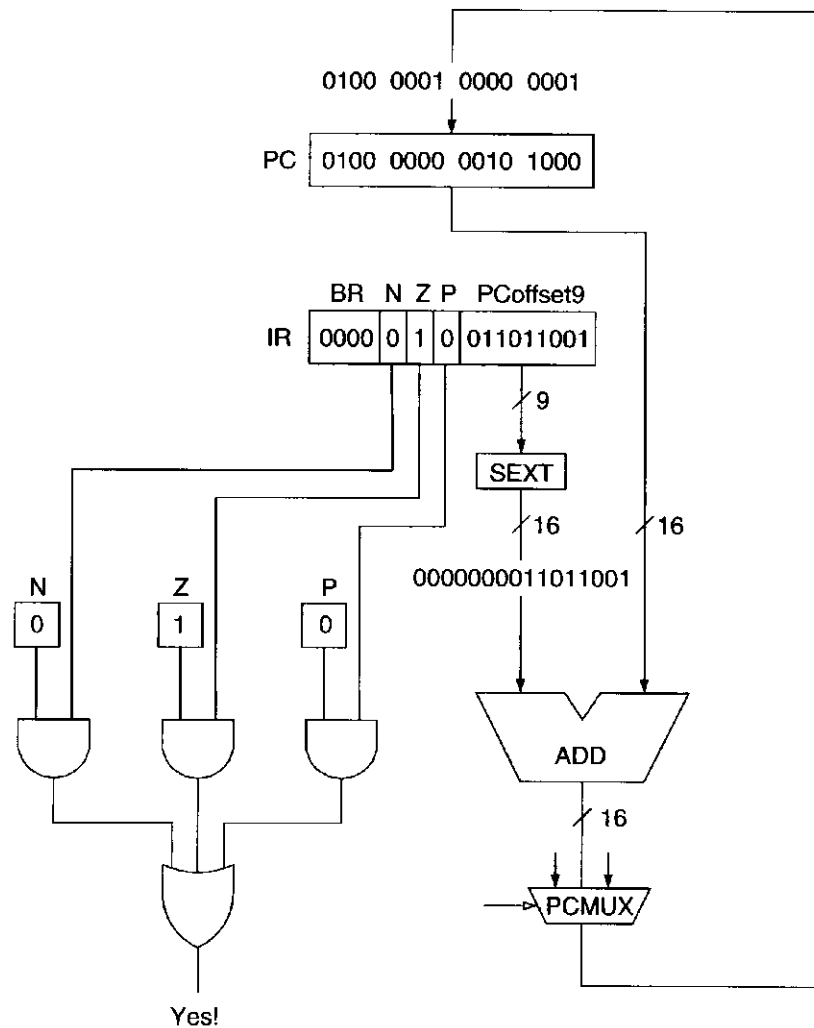 0100 0001 0000 0001
PC 0100 0000 0010 1000
BR N Z P PCoffset9
IR 0000 0 1 0 011011001
9
SEXT
16 16
0000000011011001
N Z P
0 1 0
ADD
16
PCMUX
Yes!